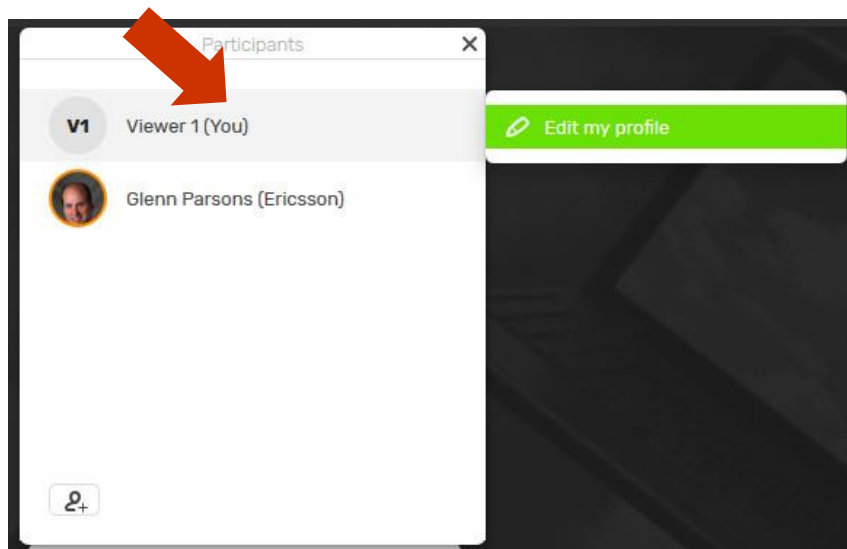 Participants
V1 Viewer 1 (You)
Edit my profile
Glenn Parsons (Ericsson)